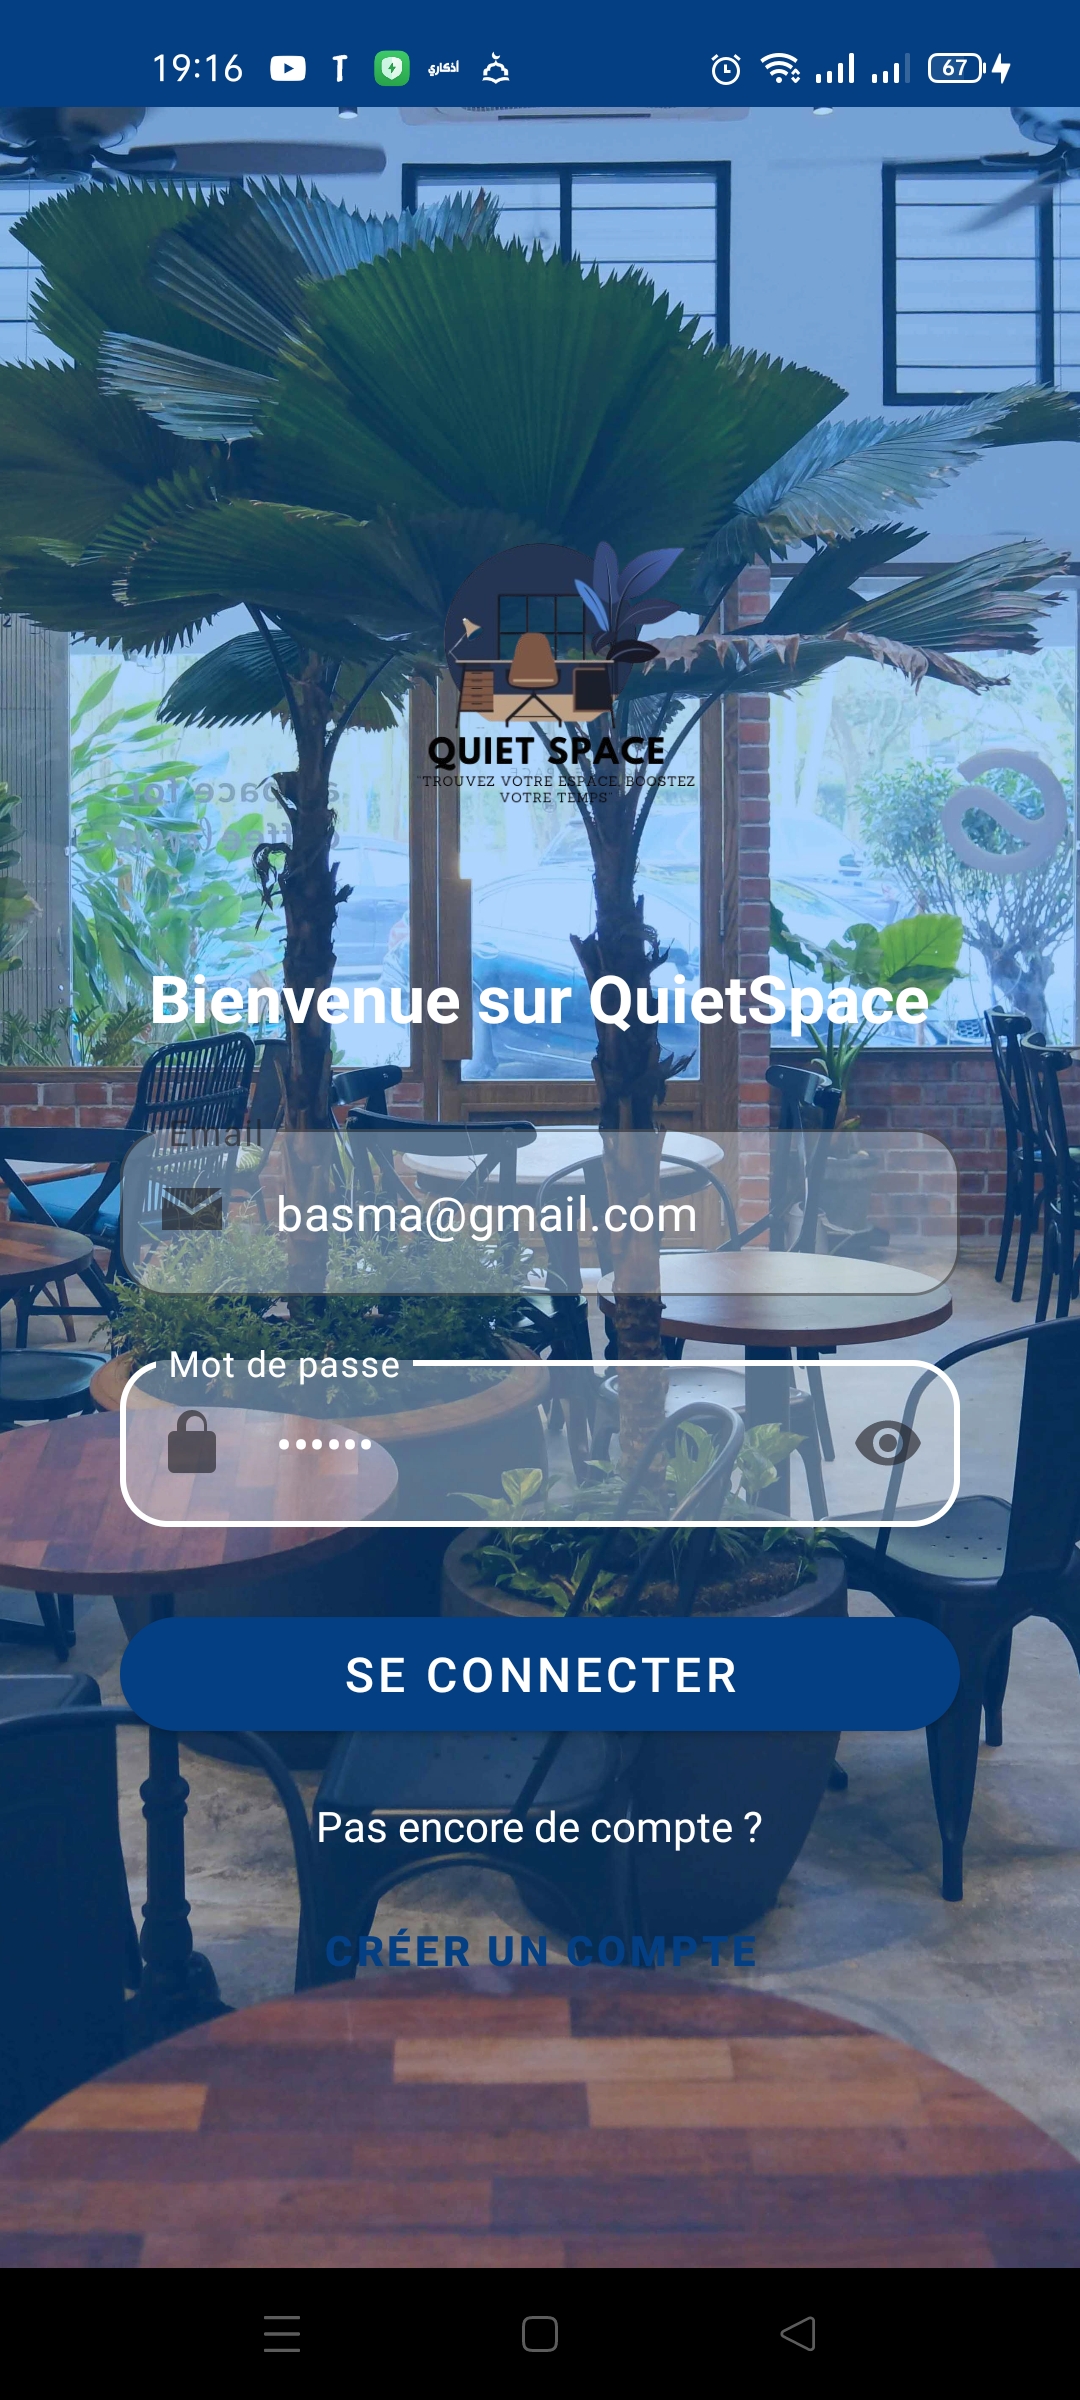 19:16
أذكاري
67
QUIET SPACE
"TROUVEZ VOTRE ESPACE, BOOSTEZ
VOTRE TEMPS"
Bienvenue sur QuietSpace
Email
basma@gmail.com
Mot de passe
••••••
SE CONNECTER
Pas encore de compte ?
CRÉER UN COMPTE